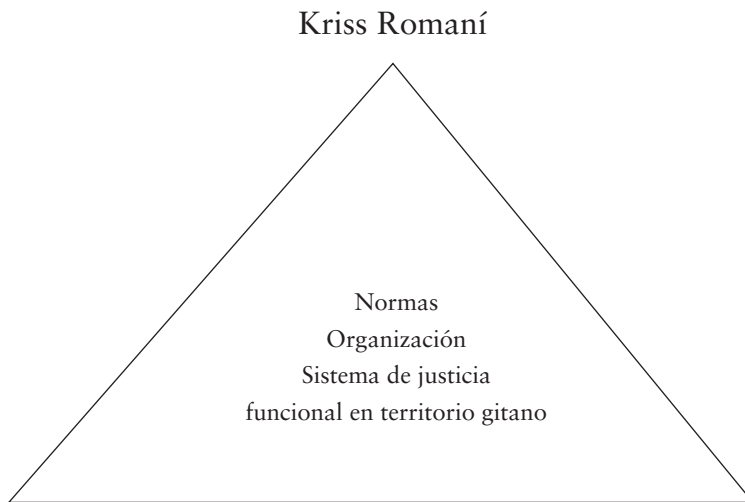 Kriss Romaní
Normas
Organización
Sistema de justicia
funcional en territorio gitano